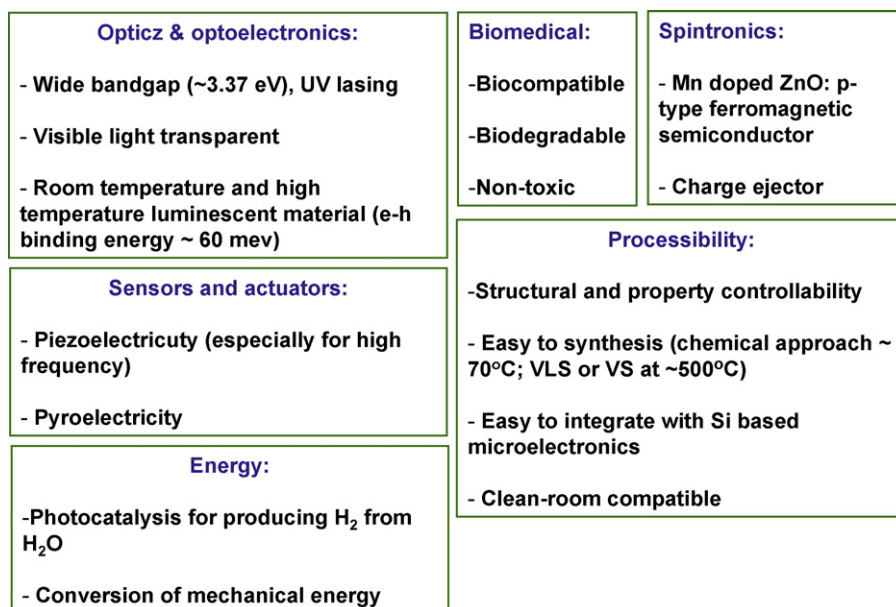 Opticz & optoelectronics:
- Wide bandgap (~3.37 eV), UV lasing
- Visible light transparent
- Room temperature and high
temperature luminescent material (e-h
binding energy ~ 60 mev)
Biomedical:
-Biocompatible
-Biodegradable
-Non-toxic
Spintronics:
- Mn doped ZnO: p-
type ferromagnetic
semiconductor
- Charge ejector
Sensors and actuators:
- Piezoelectricuty (especially for high
frequency)
- Pyroelectricity
Processibility:
-Structural and property controllability
- Easy to synthesis (chemical approach ~
70°C; VLS or VS at ~500°C)
- Easy to integrate with Si based
microelectronics
- Clean-room compatible
Energy:
-Photocatalysis for producing H₂ from
H₂O
- Conversion of mechanical energy